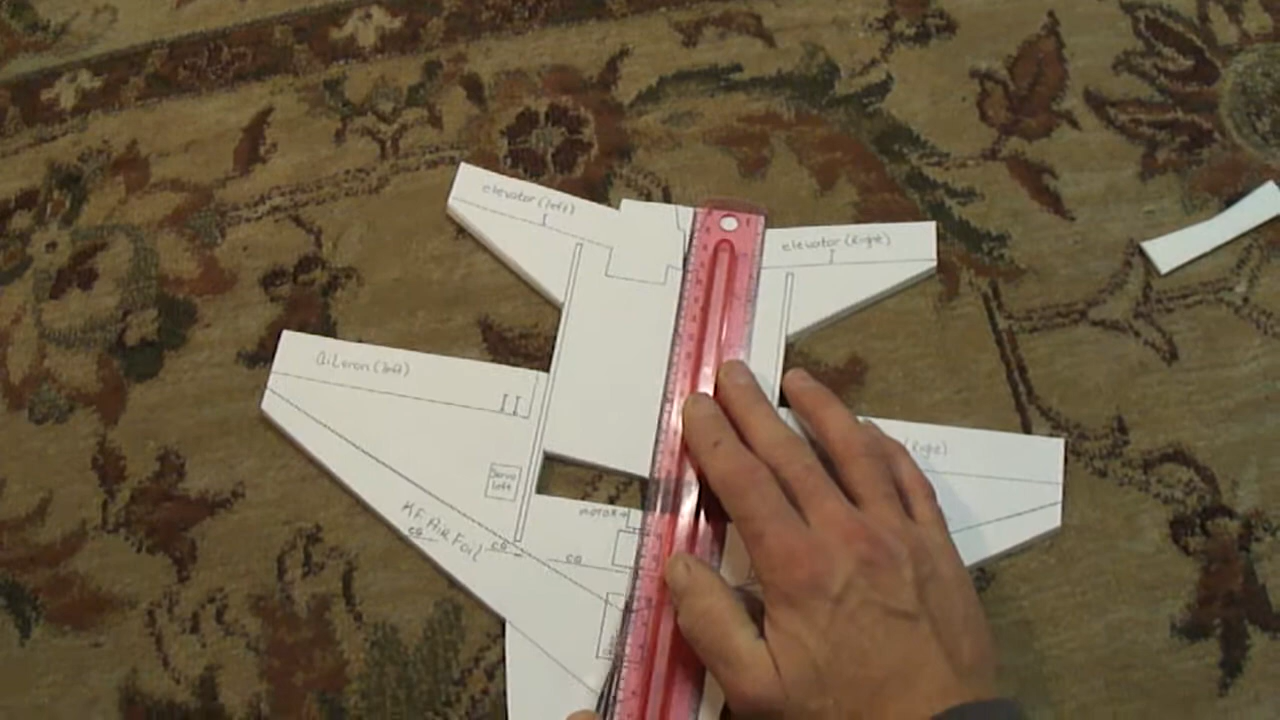 elevator (left)
elevator (Right)
aiLeron (left)
(Right)
Servo
left
motor
KF AiR FoiL
CG
CG
CG